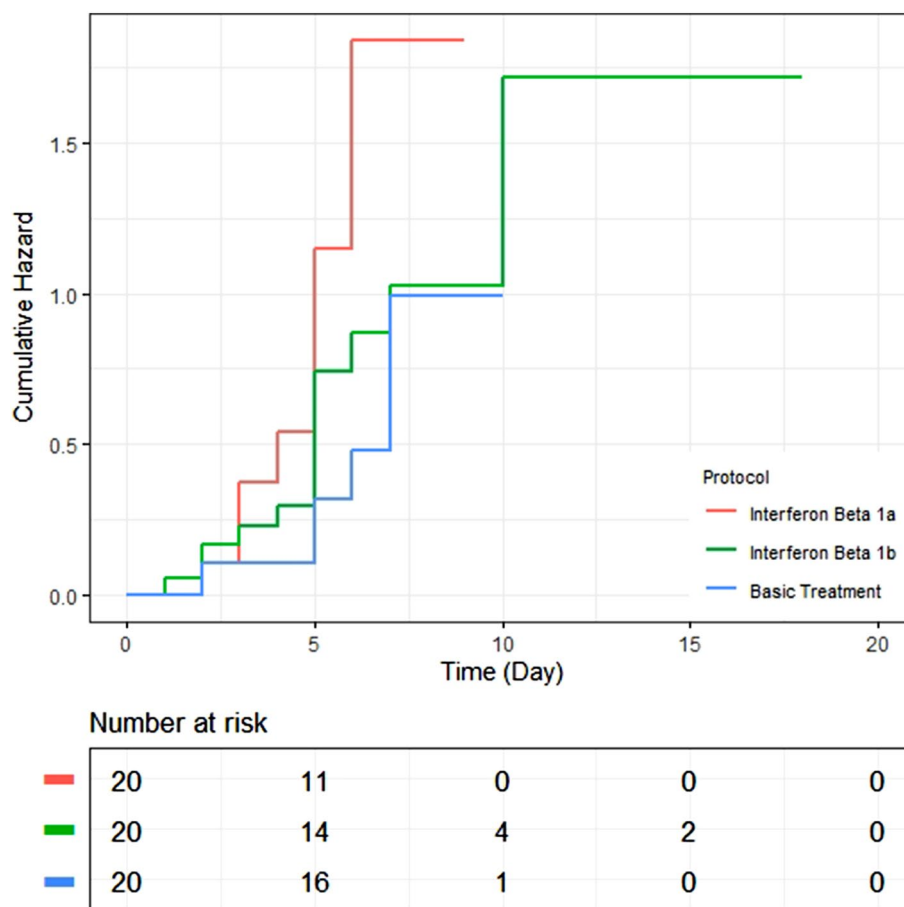 Cumulative Hazard
1.5
1.0
0.5
0.0
Protocol
Interferon Beta 1a
Interferon Beta 1b
Basic Treatment
0 5 10 15 20
Time (Day)
Number at risk
20 11 0 0 0
20 14 4 2 0
20 16 1 0 0